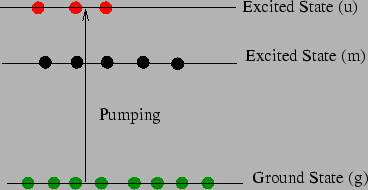 Excited State (u)
Excited State (m)
Pumping
Ground State (g)